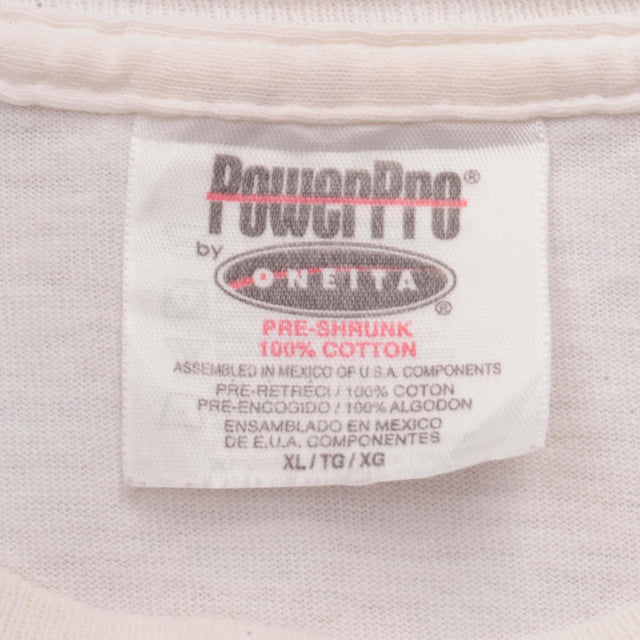 PowerPro®
by ONEITA®
PRE-SHRUNK
100% COTTON
ASSEMBLED IN MEXICO OF U.S.A. COMPONENTS
PRE-RETRECI / 100% COTON
PRE-ENCOGIDO / 100% ALGODON
ENSAMBLADO EN MEXICO
DE E.U.A. COMPONENTES
XL / TG / XG